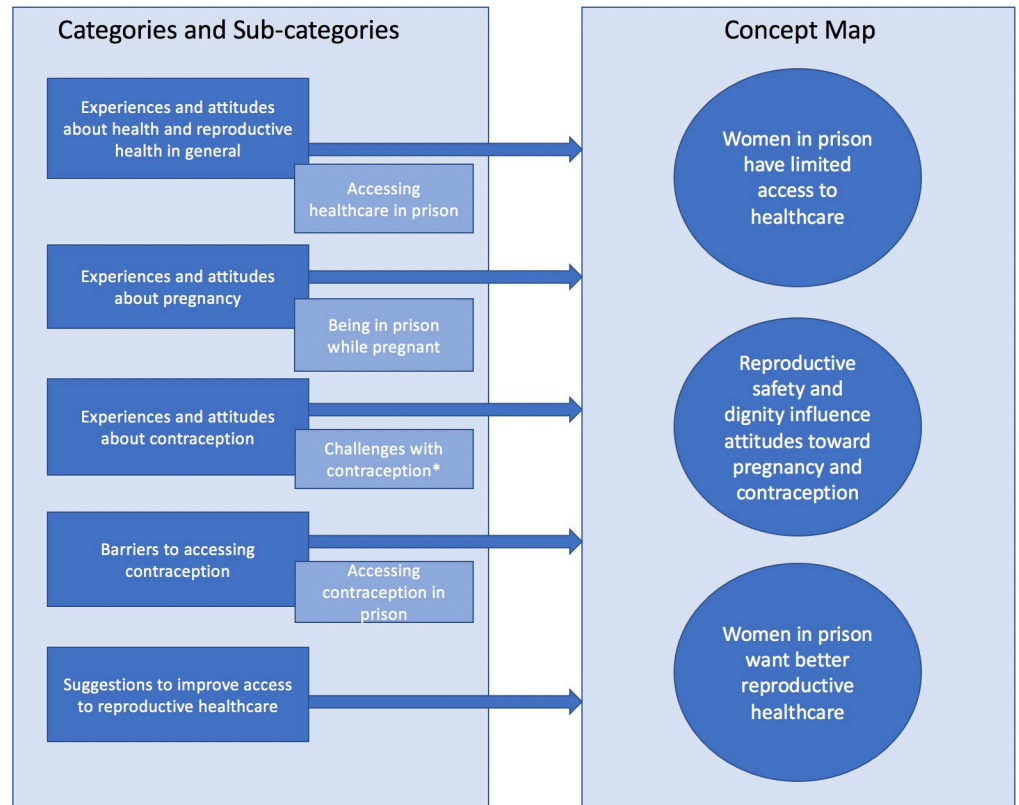 Categories and Sub-categories
Experiences and attitudes
about health and reproductive
health in general
Accessing
healthcare in prison
Experiences and attitudes
about pregnancy
Being in prison
while pregnant
Experiences and attitudes
about contraception
Challenges with
contraception*
Barriers to accessing
contraception
Accessing
contraception in
prison
Suggestions to improve access
to reproductive healthcare
Concept Map
Women in prison
have limited
access to
healthcare
Reproductive
safety and
dignity influence
attitudes toward
pregnancy and
contraception
Women in prison
want better
reproductive
healthcare